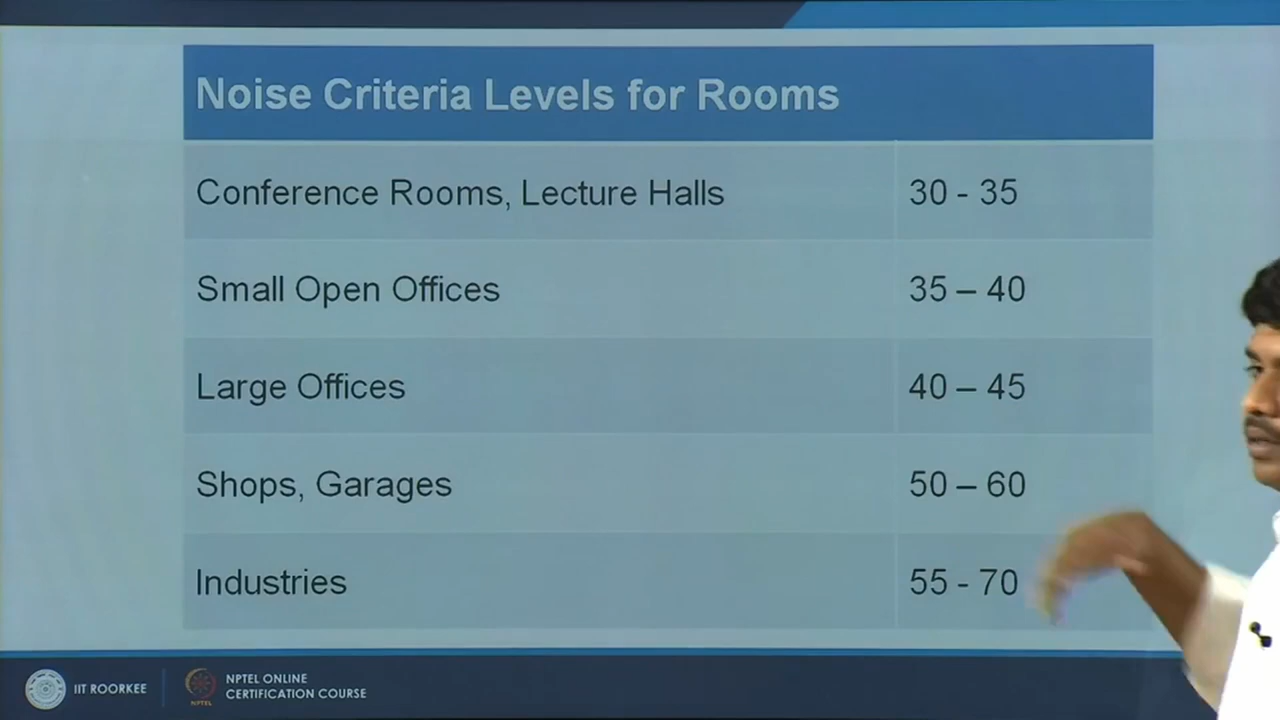 Noise Criteria Levels for Rooms
Conference Rooms, Lecture Halls 30 - 35
Small Open Offices 35 – 40
Large Offices 40 – 45
Shops, Garages 50 – 60
Industries 55 - 70
IIT ROORKEE
NPTEL
NPTEL ONLINE
CERTIFICATION COURSE